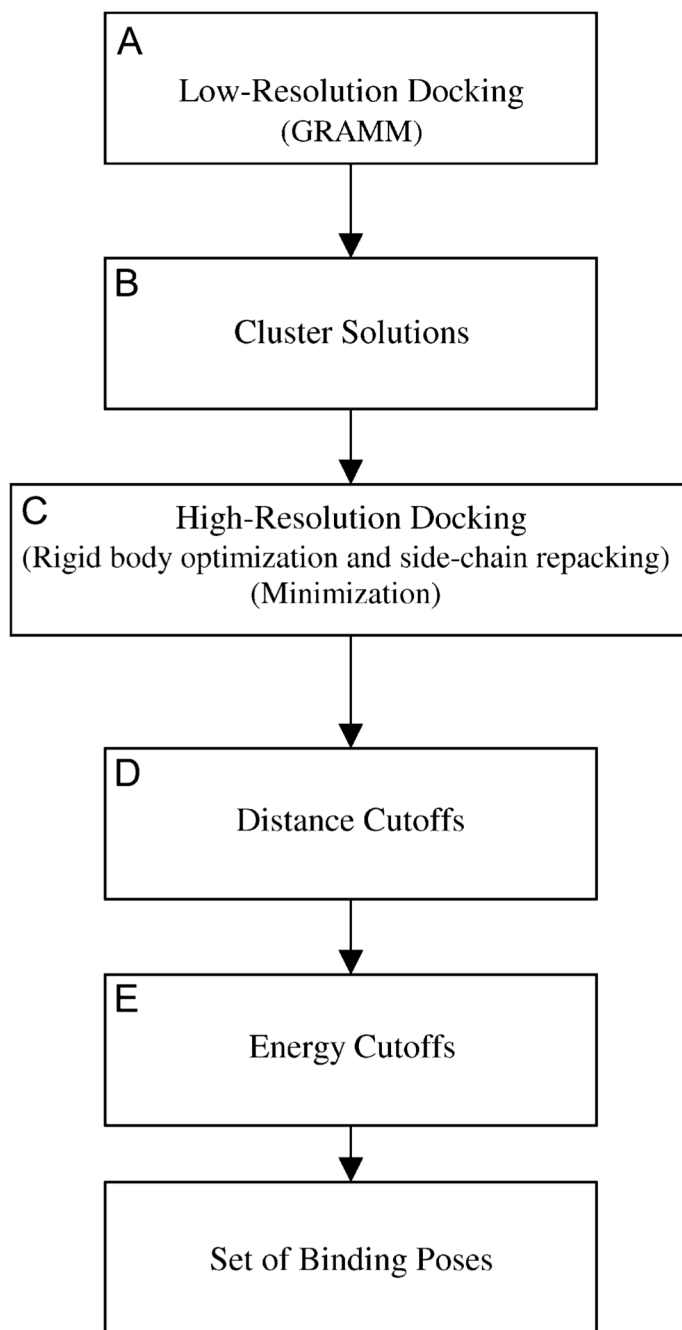 A
Low-Resolution Docking
(GRAMM)
B
Cluster Solutions
C
High-Resolution Docking
(Rigid body optimization and side-chain repacking)
(Minimization)
D
Distance Cutoffs
E
Energy Cutoffs
Set of Binding Poses